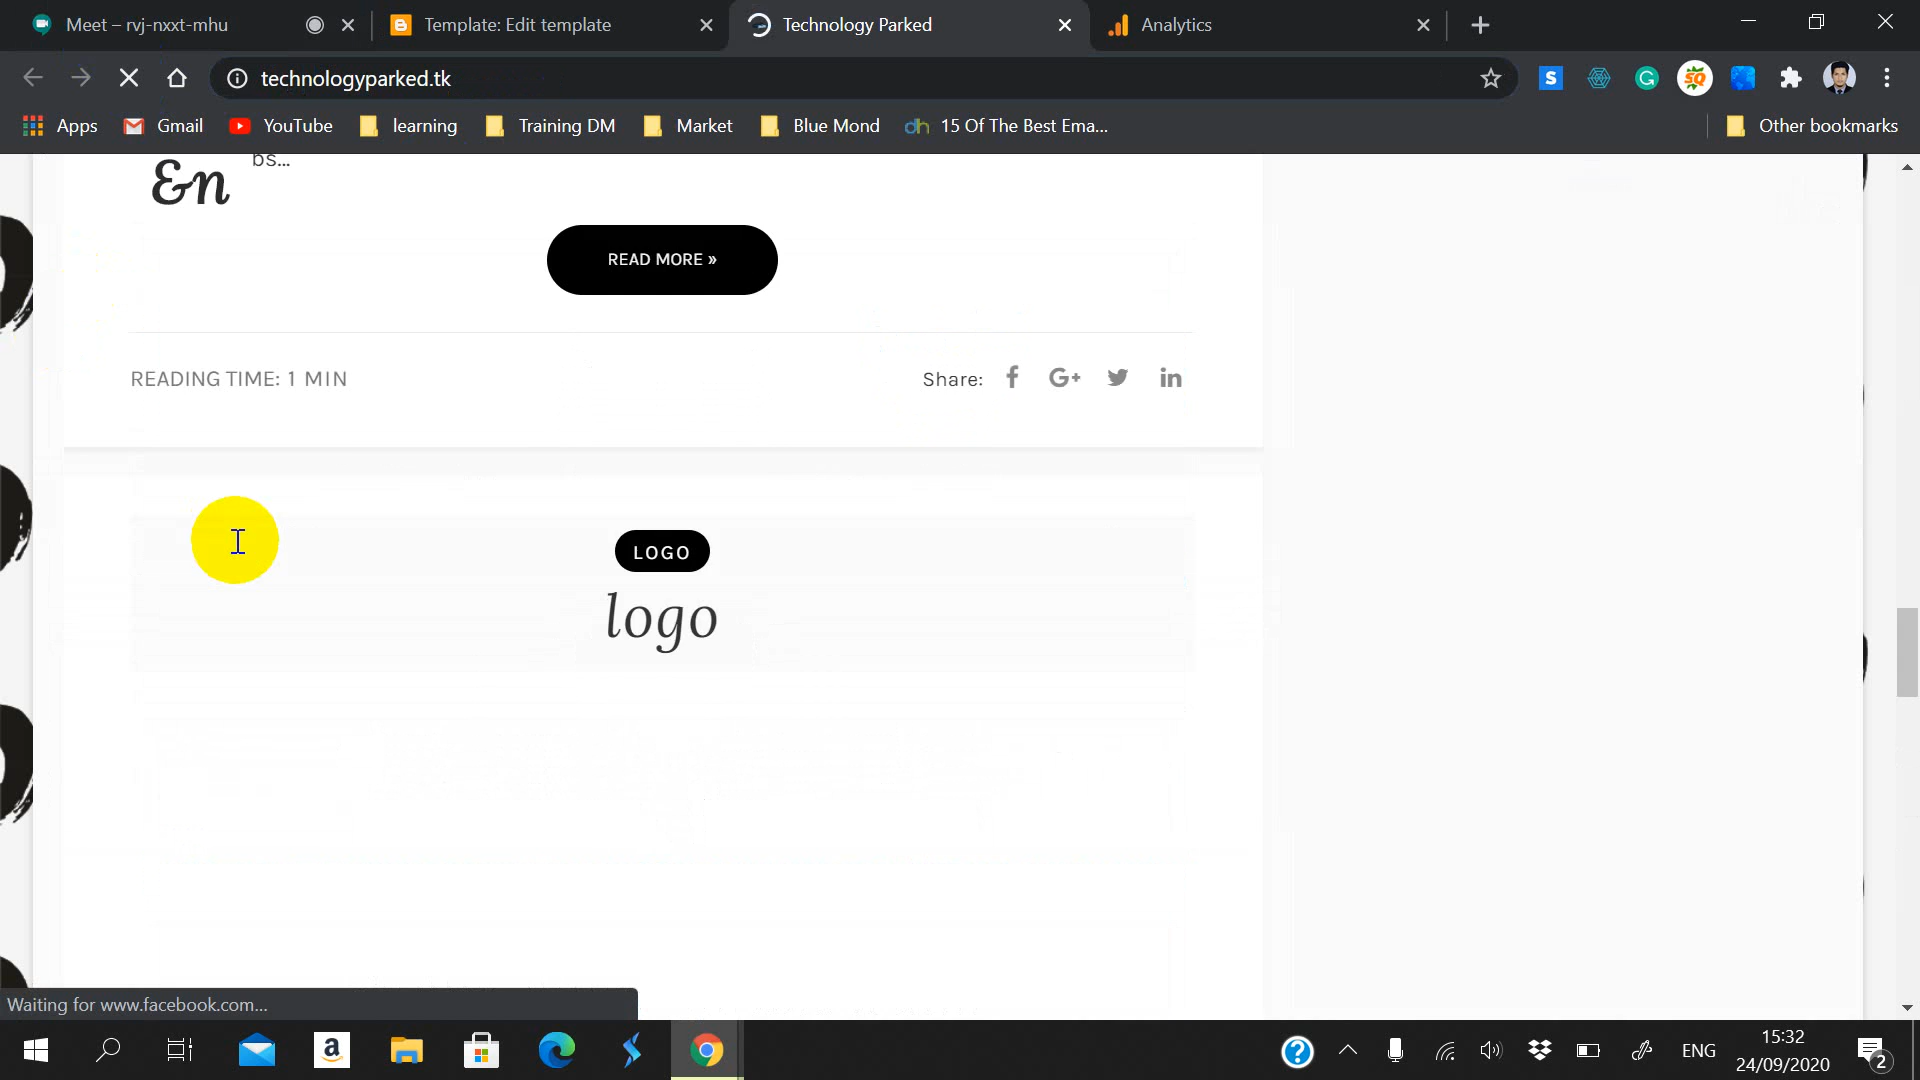 Meet – rvj-nxxt-mhu
Template: Edit template
Technology Parked
Analytics
technologyparked.tk
Apps
Gmail
YouTube
learning
Training DM
Market
Blue Mond
15 Of The Best Ema...
Other bookmarks
&n
bs...
READ MORE »
READING TIME: 1 MIN
Share:
LOGO
logo
Waiting for www.facebook.com...
ENG
15:32
24/09/2020
2